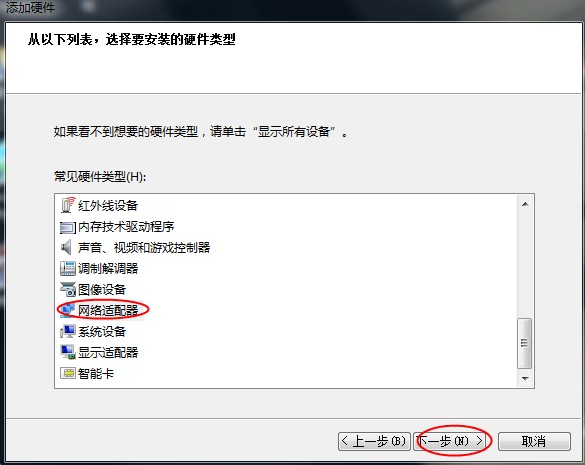 添加硬件
从以下列表，选择要安装的硬件类型
如果看不到想要的硬件类型，请单击“显示所有设备”。
常见硬件类型(H):
红外线设备
内存技术驱动程序
声音、视频和游戏控制器
调制解调器
图像设备
网络适配器
系统设备
显示适配器
智能卡
< 上一步(B) 下一步(N) > 取消